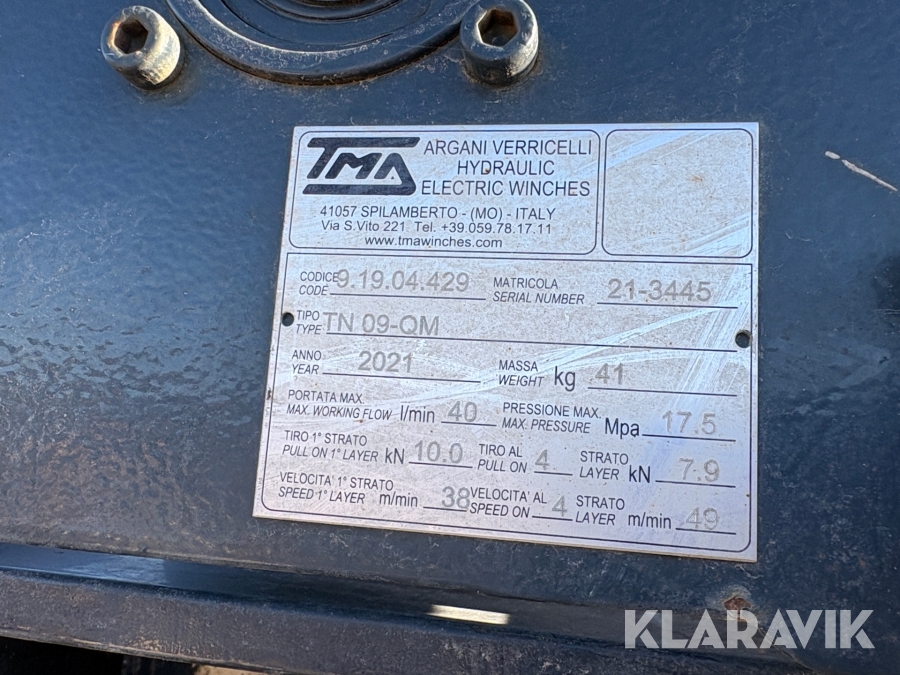 TMA
ARGANI VERRICELLI
HYDRAULIC
ELECTRIC WINCHES
41057 SPILAMBERTO - (MO) - ITALY
Via S.Vito 221. Tel. +39.059.78.17.11
www.tmawinches.com
CODICE CODE 9.19.04.429 MATRICOLA SERIAL NUMBER 21-3445
TIPO TYPE TN 09-QM
ANNO YEAR 2021 MASSA WEIGHT kg 41
PORTATA MAX. MAX. WORKING FLOW l/min 40 PRESSIONE MAX. MAX. PRESSURE Mpa 17.5
TIRO 1° STRATO PULL ON 1° LAYER kN 10.0 TIRO AL PULL ON 4 STRATO LAYER kN 7.9
VELOCITA' 1° STRATO SPEED 1° LAYER m/min 38 VELOCITA' AL SPEED ON 4 STRATO LAYER m/min 49
KLARAVIK